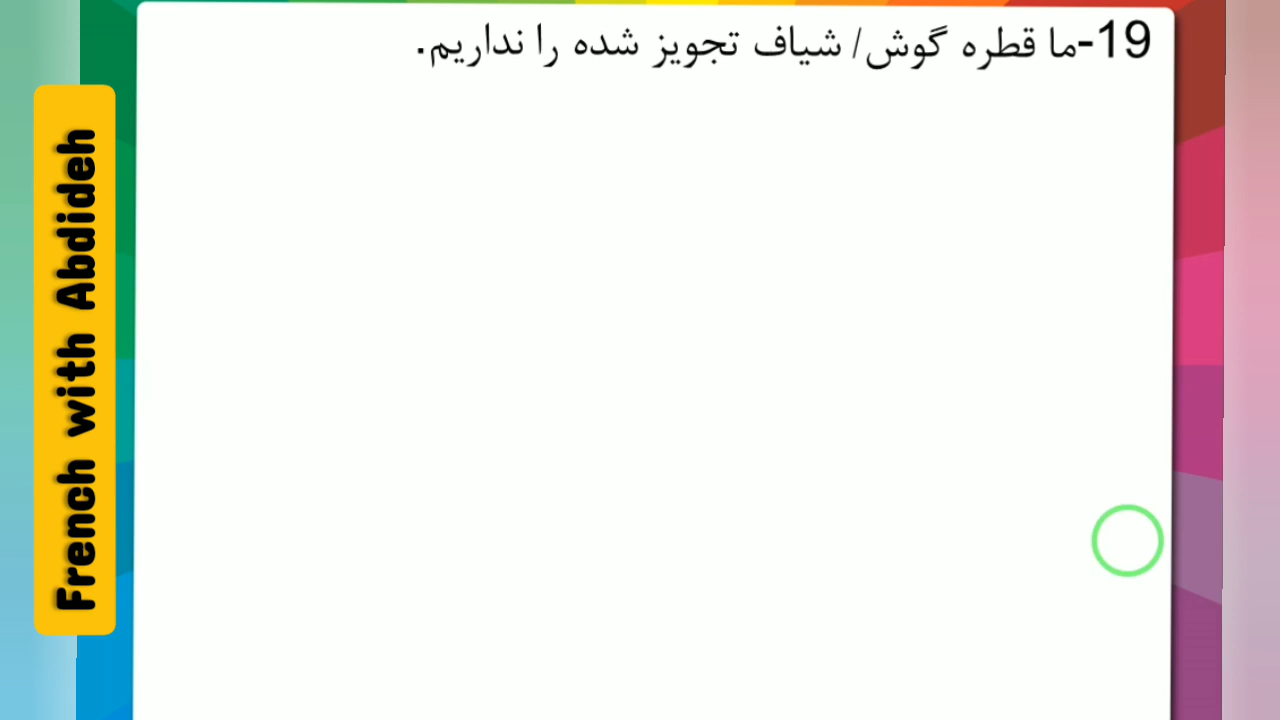 19-ما قطره گوش/ شیاف تجویز شده را نداریم.
French with Abdideh